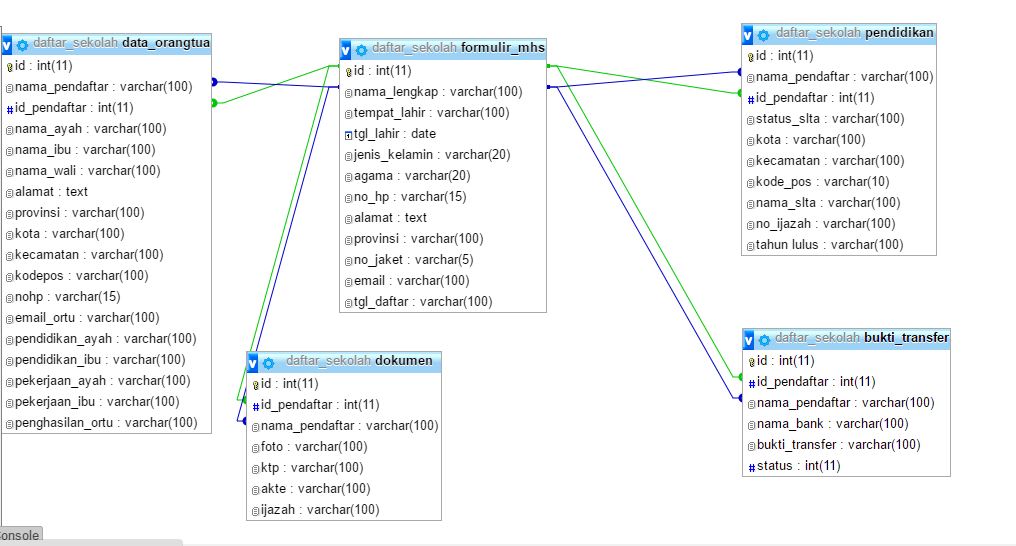 daftar_sekolah data_orangtua
id : int(11)
nama_pendaftar : varchar(100)
id_pendaftar : int(11)
nama_ayah : varchar(100)
nama_ibu : varchar(100)
nama_wali : varchar(100)
alamat : text
provinsi : varchar(100)
kota : varchar(100)
kecamatan : varchar(100)
kodepos : varchar(100)
nohp : varchar(15)
email_ortu : varchar(100)
pendidikan_ayah : varchar(100)
pendidikan_ibu : varchar(100)
pekerjaan_ayah : varchar(100)
pekerjaan_ibu : varchar(100)
penghasilan_ortu : varchar(100)
daftar_sekolah formulir_mhs
id : int(11)
nama_lengkap : varchar(100)
tempat_lahir : varchar(100)
tgl_lahir : date
jenis_kelamin : varchar(20)
agama : varchar(20)
no_hp : varchar(15)
alamat : text
provinsi : varchar(100)
no_jaket : varchar(5)
email : varchar(100)
tgl_daftar : varchar(100)
daftar_sekolah pendidikan
id : int(11)
nama_pendaftar : varchar(100)
id_pendaftar : int(11)
status_slta : varchar(100)
kota : varchar(100)
kecamatan : varchar(100)
kode_pos : varchar(10)
nama_slta : varchar(100)
no_ijazah : varchar(100)
tahun lulus : varchar(100)
daftar_sekolah dokumen
id : int(11)
id_pendaftar : int(11)
nama_pendaftar : varchar(100)
foto : varchar(100)
ktp : varchar(100)
akte : varchar(100)
ijazah : varchar(100)
daftar_sekolah bukti_transfer
id : int(11)
id_pendaftar : int(11)
nama_pendaftar : varchar(100)
nama_bank : varchar(100)
bukti_transfer : varchar(100)
status : int(11)
onsole